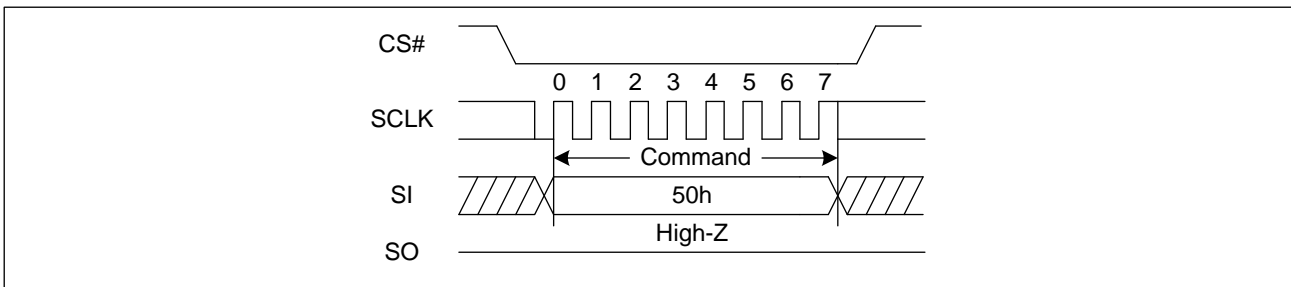 CS#
0 1 2 3 4 5 6 7
SCLK
Command
SI
50h
High-Z
SO